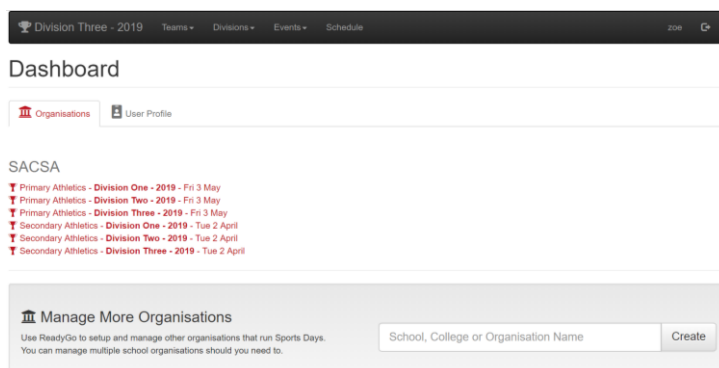 Division Three - 2019 Teams Divisions Events Schedule zoe
Dashboard
Organisations User Profile
SACSA
Primary Athletics - Division One - 2019 - Fri 3 May
Primary Athletics - Division Two - 2019 - Fri 3 May
Primary Athletics - Division Three - 2019 - Fri 3 May
Secondary Athletics - Division One - 2019 - Tue 2 April
Secondary Athletics - Division Two - 2019 - Tue 2 April
Secondary Athletics - Division Three - 2019 - Tue 2 April
Manage More Organisations
Use ReadyGo to setup and manage other organisations that run Sports Days.
You can manage multiple school organisations should you need to.
School, College or Organisation Name Create